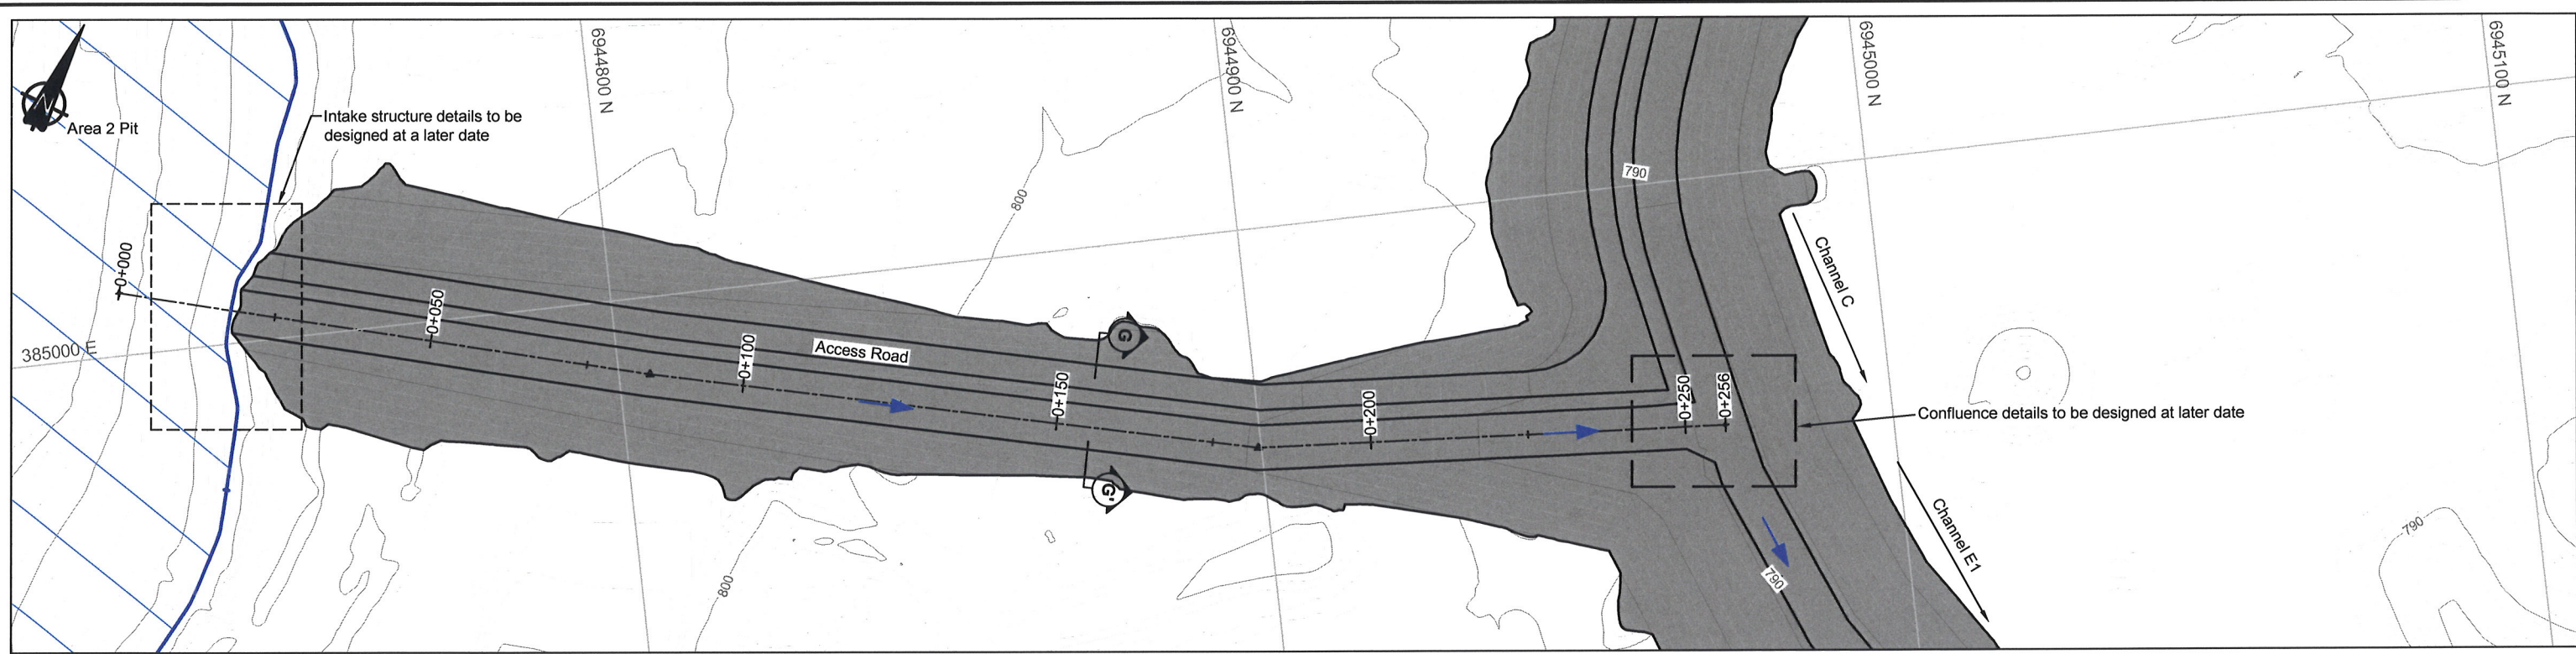 N
Area 2 Pit
Intake structure details to be
designed at a later date
6944800 N
6944900 N
6945000 N
6945100 N
385000 E
0+000
0+050
0+100
0+150
0+200
0+250
0+256
Access Road
G
G'
800
800
790
790
790
Channel C
Channel E1
Confluence details to be designed at later date